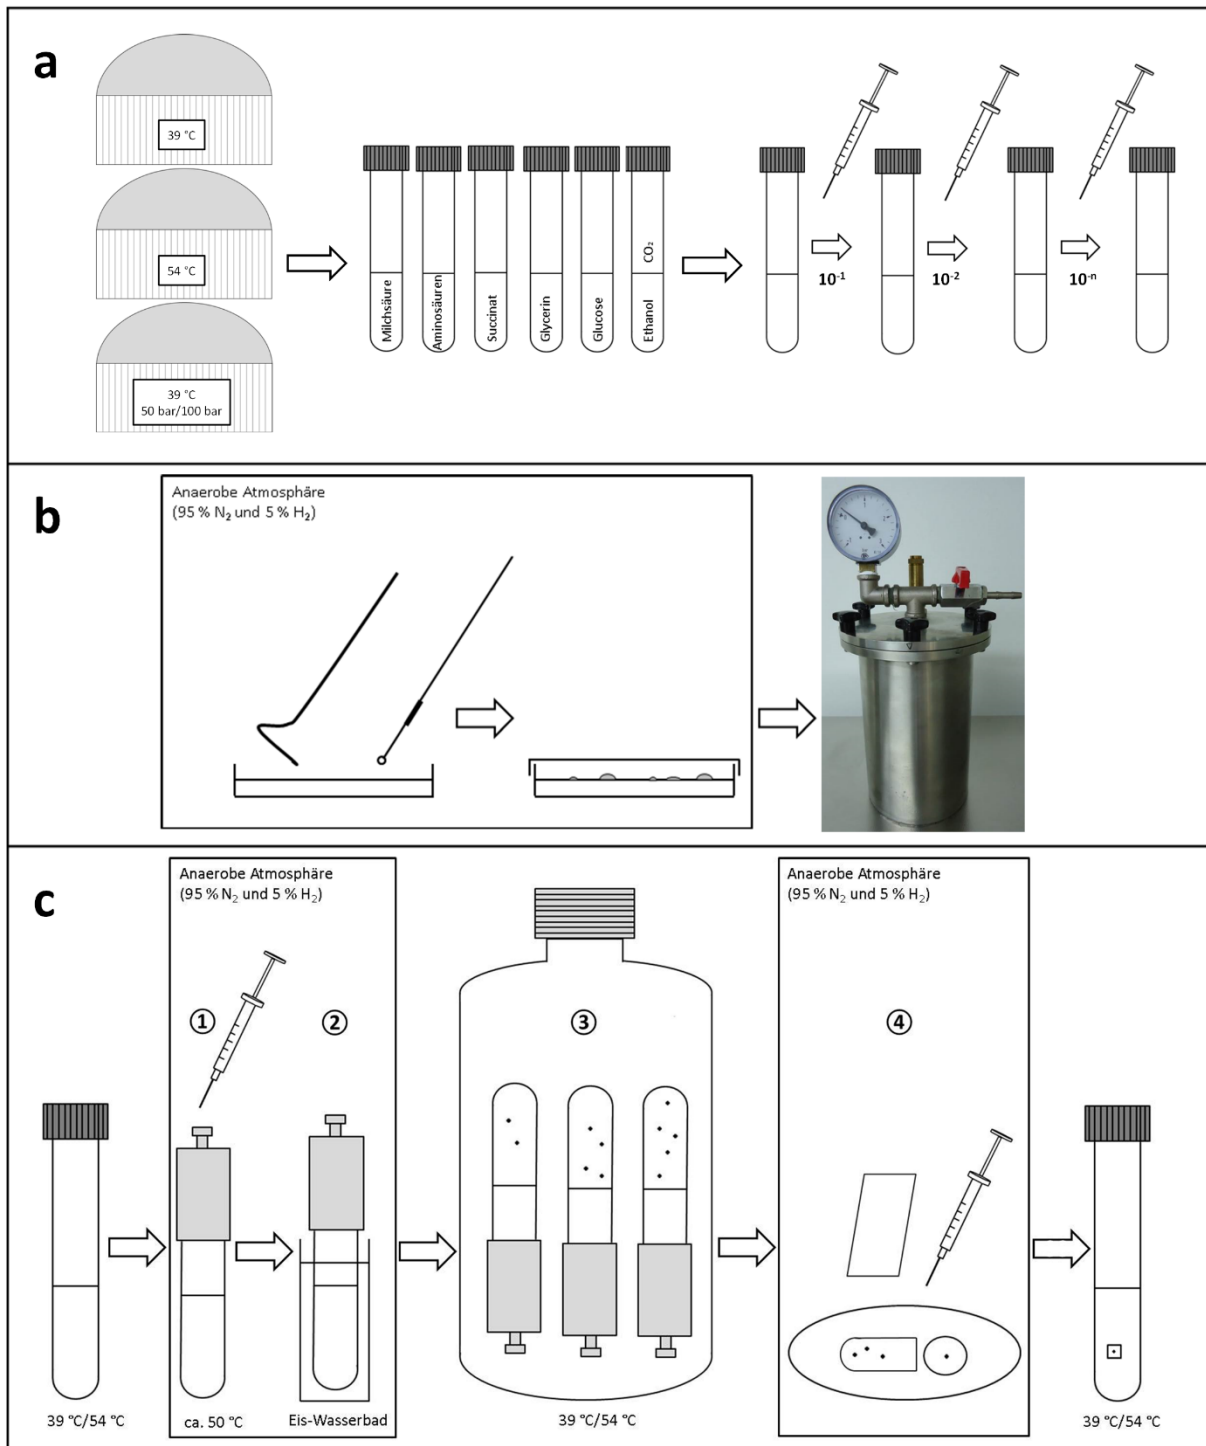 a
39 °C
54 °C
39 °C
50 bar/100 bar
Milchsäure
Aminosäuren
Succinat
Glycerin
Glucose
Ethanol
CO₂
10⁻¹
10⁻²
10⁻ⁿ
b
Anaerobe Atmosphäre
(95 % N₂ und 5 % H₂)
c
Anaerobe Atmosphäre
(95 % N₂ und 5 % H₂)
①
②
③
Anaerobe Atmosphäre
(95 % N₂ und 5 % H₂)
④
39 °C/54 °C
ca. 50 °C
Eis-Wasserbad
39 °C/54 °C
39 °C/54 °C